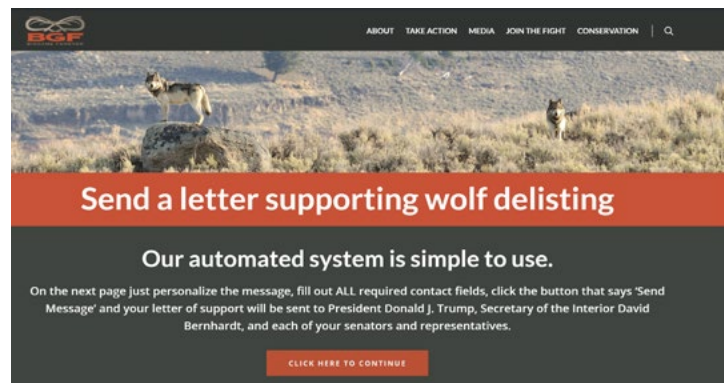 BGF
ABOUT TAKE ACTION MEDIA JOIN THE FIGHT CONSERVATION
Send a letter supporting wolf delisting
Our automated system is simple to use.
On the next page just personalize the message, fill out ALL required contact fields, click the button that says 'Send
Message' and your letter of support will be sent to President Donald J. Trump, Secretary of the Interior David
Bernhardt, and each of your senators and representatives.
CLICK HERE TO CONTINUE